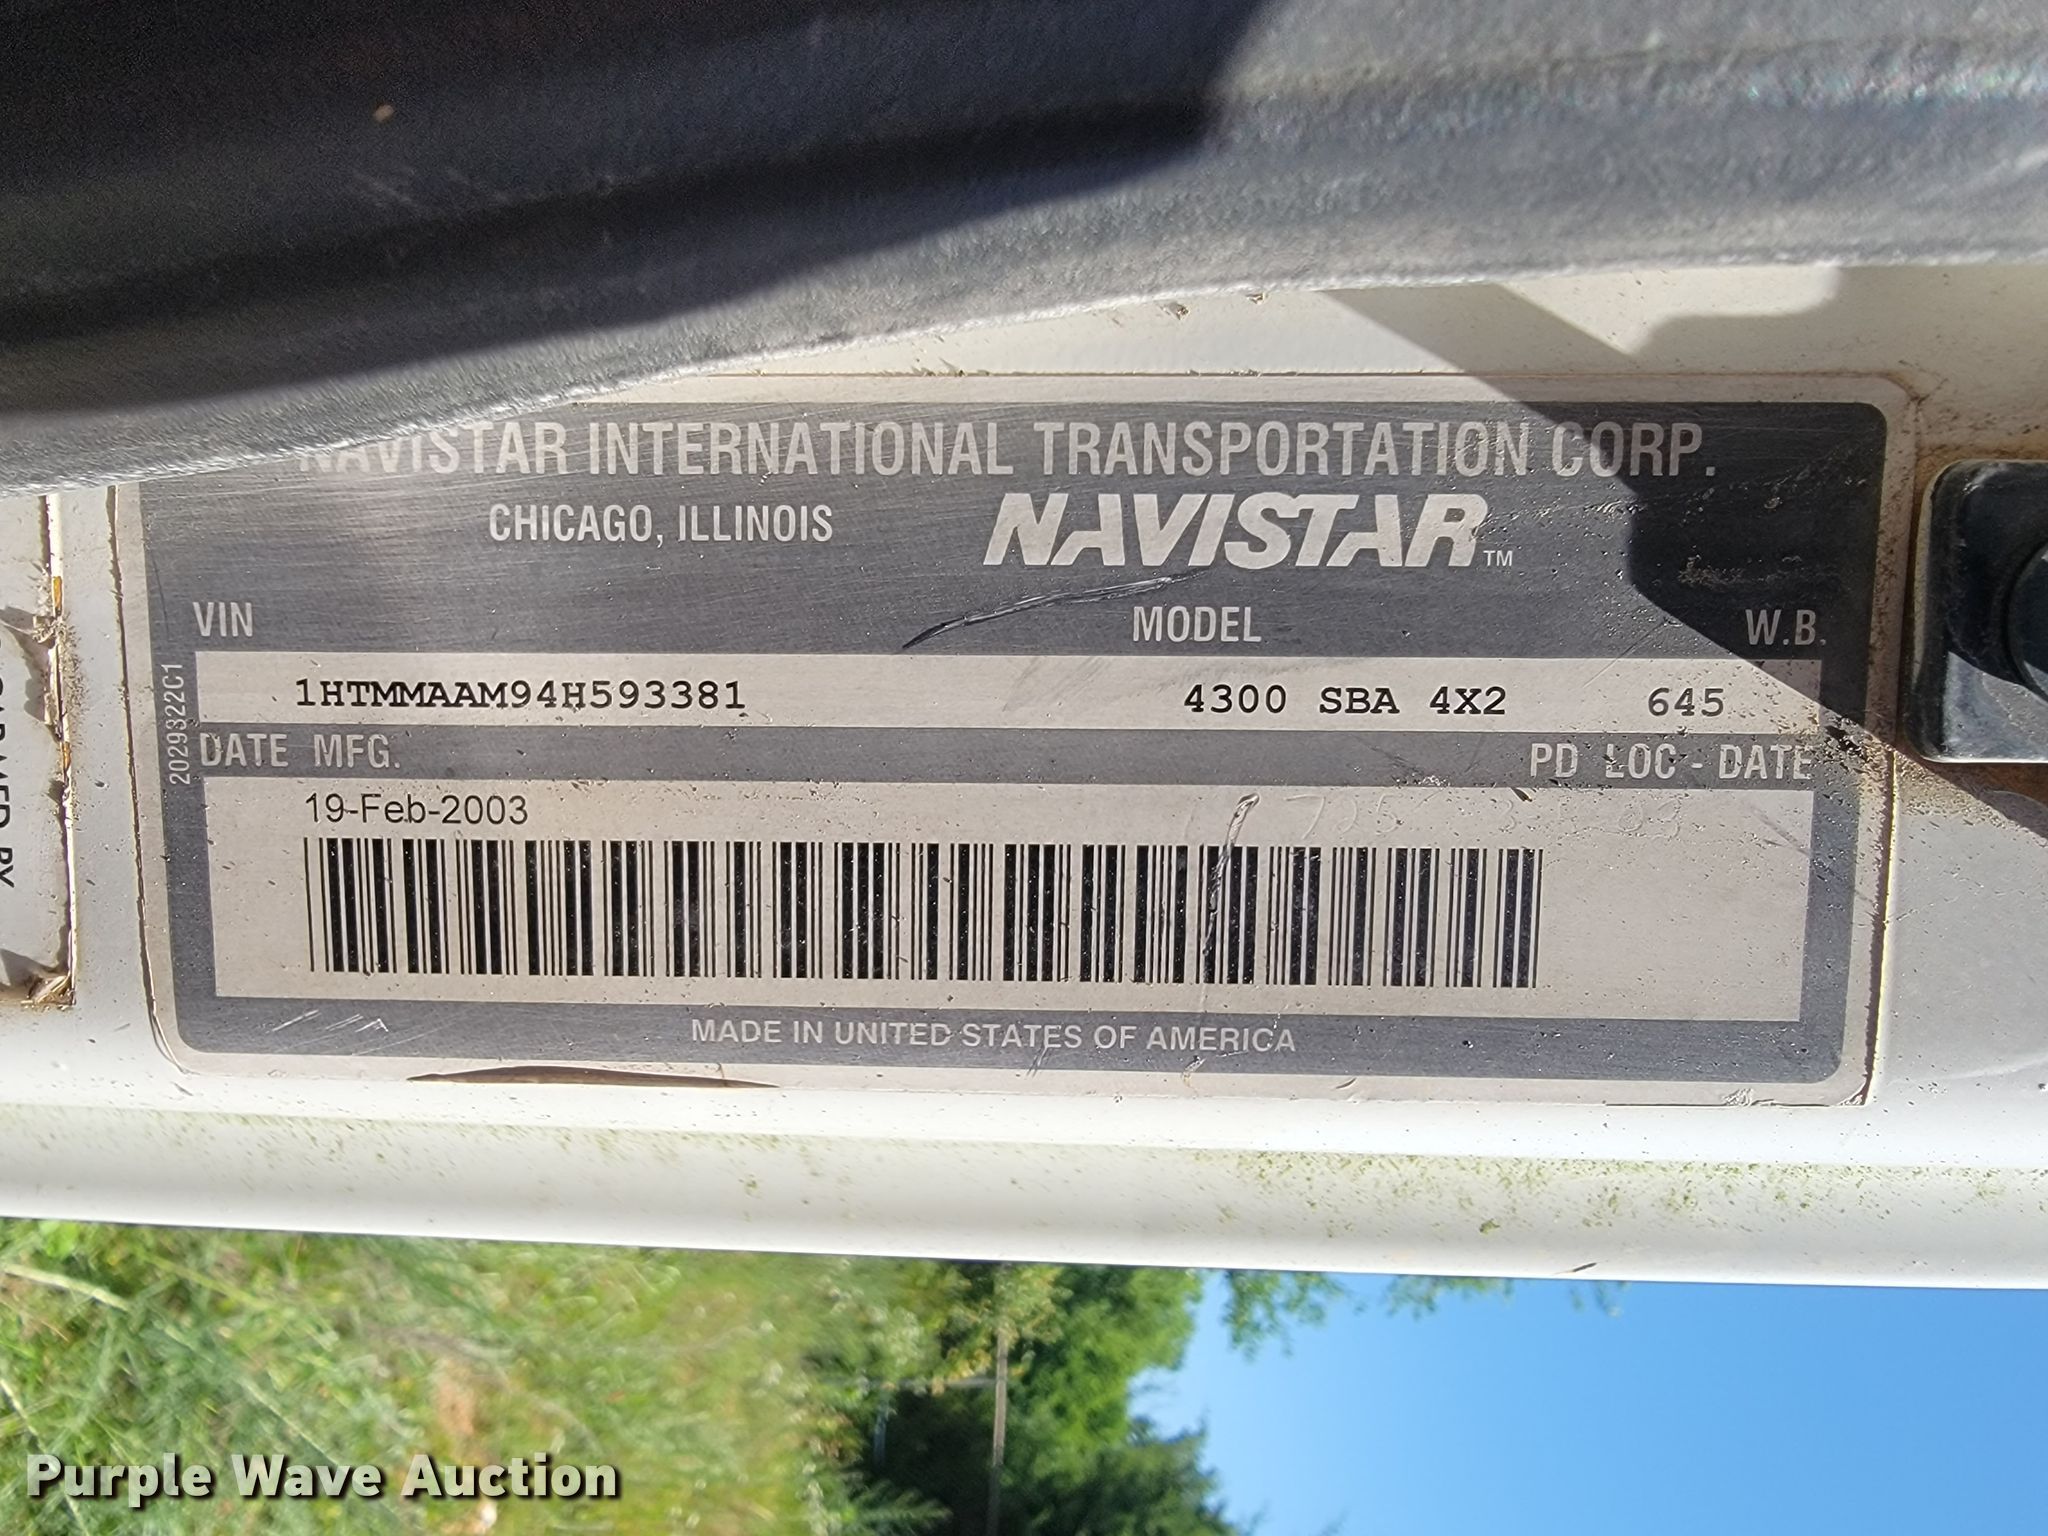 NAVISTAR INTERNATIONAL TRANSPORTATION CORP.
CHICAGO, ILLINOIS NAVISTAR™
VIN MODEL W.B.
1HTMMAAM94H593381 4300 SBA 4X2 645
2029322C1
DATE MFG. PD LOC - DATE
19-Feb-2003
MADE IN UNITED STATES OF AMERICA
Purple Wave Auction